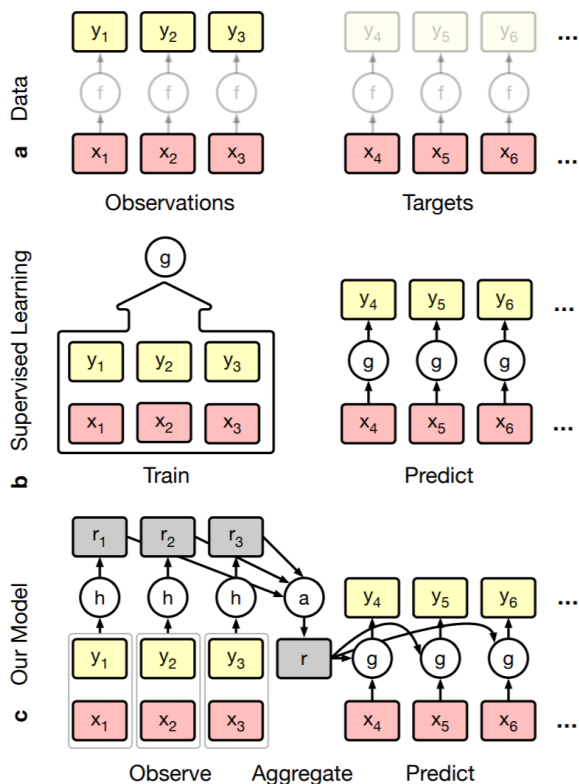 y1 y2 y3 y4 y5 y6 ...
f f f f f f
x1 x2 x3 x4 x5 x6 ...
Observations Targets
a Data
g
y1 y2 y3 y4 y5 y6 ...
g g g
x1 x2 x3 x4 x5 x6 ...
Train Predict
b Supervised Learning
r1 r2 r3
h h h a y4 y5 y6 ...
y1 y2 y3 r g g g
x1 x2 x3 x4 x5 x6 ...
Observe Aggregate Predict
c Our Model